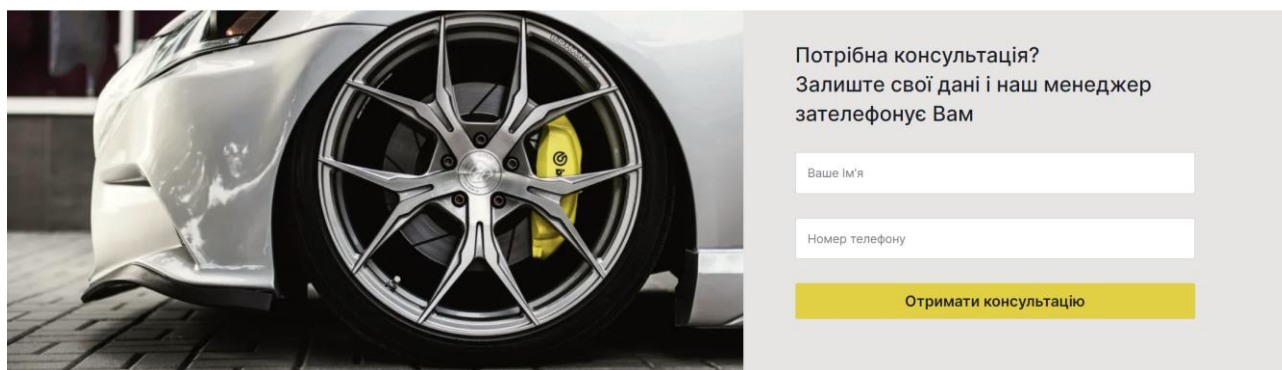 Потрібна консультація?
Залиште свої дані і наш менеджер
зателефонує Вам
Ваше Ім'я
Номер телефону
Отримати консультацію